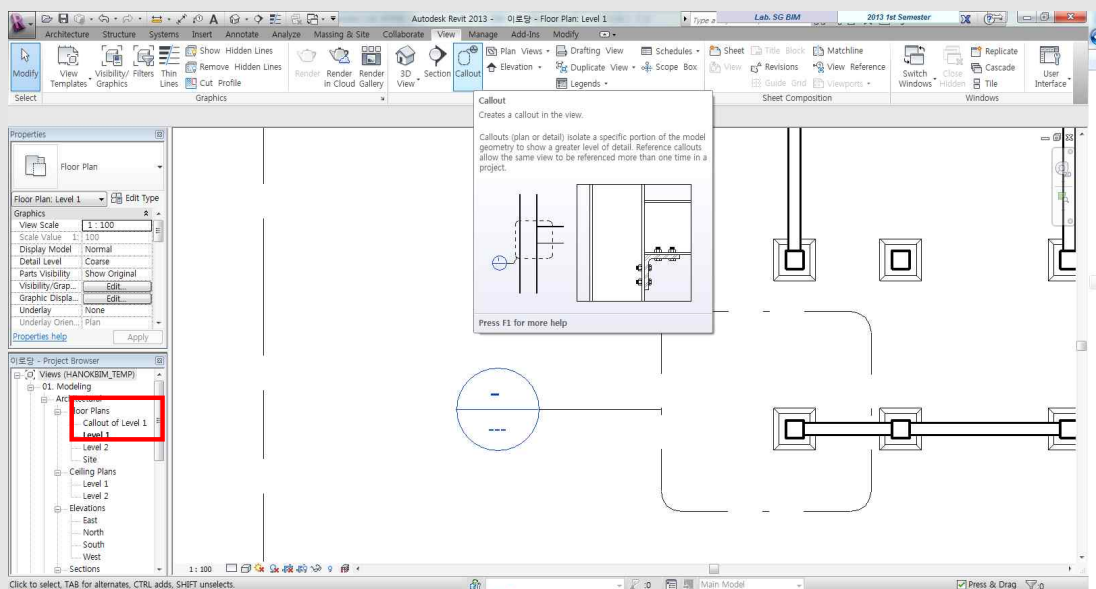 Autodesk Revit 2013 - 이로당 - Floor Plan: Level 1
Type a
Lab. SG BIM
2013 1st Semester
Architecture Structure Systems Insert Annotate Analyze Massing & Site Collaborate View Manage Add-Ins Modify
Modify
View Templates
Visibility/ Graphics
Filters
Thin Lines
Show Hidden Lines
Remove Hidden Lines
Cut Profile
Render
Render in Cloud
Render Gallery
3D View
Section
Callout
Plan Views
Elevation
Drafting View
Duplicate View
Legends
Schedules
Scope Box
Sheet
View
Title Block
Revisions
Guide Grid
Matchline
View Reference
Viewports
Switch Windows
Close Hidden
Replicate
Cascade
Tile
User Interface
Select
Graphics
Sheet Composition
Windows
Callout
Creates a callout in the view.
Callouts (plan or detail) isolate a specific portion of the model
geometry to show a greater level of detail. Reference callouts
allow the same view to be referenced more than one time in a
project.
Press F1 for more help
Properties
Floor Plan
Floor Plan: Level 1
Edit Type
Graphics
View Scale 1 : 100
Scale Value 1: 100
Display Model Normal
Detail Level Coarse
Parts Visibility Show Original
Visibility/Grap... Edit...
Graphic Displa... Edit...
Underlay None
Underlay Orien... Plan
Properties help
Apply
이로당 - Project Browser
Views (HANOKBIM_TEMP)
01. Modeling
Floor Plans
Callout of Level 1
Level 1
Level 2
Site
Ceiling Plans
Level 1
Level 2
Elevations
East
North
South
West
Sections
1 : 100
Click to select, TAB for alternates, CTRL adds, SHIFT unselects.
:0
Main Model
Press & Drag
:0